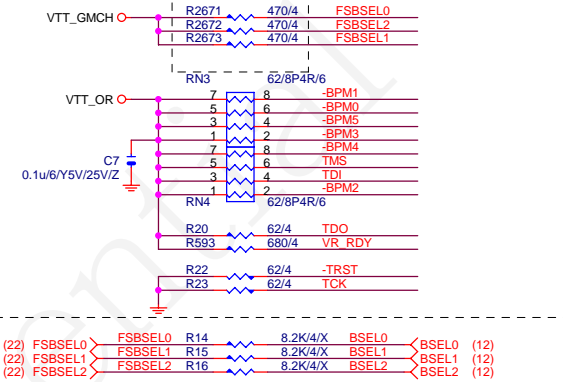 R2671 470/4 FSBSEL0
VTT_GMCH R2672 470/4 FSBSEL2
R2673 470/4 FSBSEL1
RN3 62/8P4R/6
VTT_OR 7 8 -BPM1
5 6 -BPM0
3 4 -BPM5
1 2 -BPM3
7 8 -BPM4
C7 5 6 TMS
0.1u/6/Y5V/25V/Z 3 4 TDI
1 2 -BPM2
RN4 62/8P4R/6
R20 62/4 TDO
R593 680/4 VR_RDY
R22 62/4 -TRST
R23 62/4 TCK
(22) FSBSEL0 FSBSEL0 R14 8.2K/4/X BSEL0 BSEL0 (12)
(22) FSBSEL1 FSBSEL1 R15 8.2K/4/X BSEL1 BSEL1 (12)
(22) FSBSEL2 FSBSEL2 R16 8.2K/4/X BSEL2 BSEL2 (12)
ential